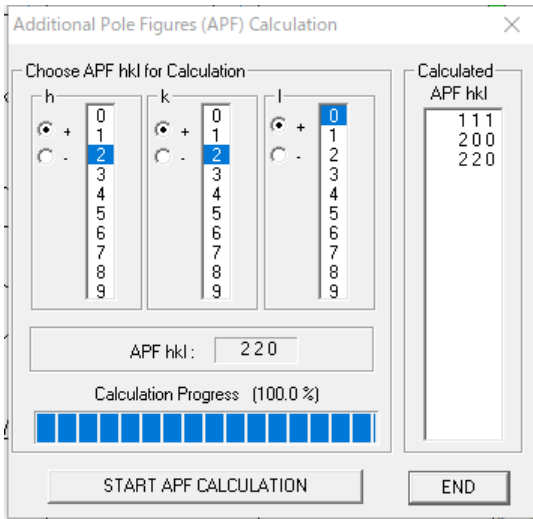 Additional Pole Figures (APF) Calculation
Choose APF hkl for Calculation
h
+
-
0
1
2
3
4
5
6
7
8
9
k
+
-
0
1
2
3
4
5
6
7
8
9
l
+
-
0
1
2
3
4
5
6
7
8
9
APF hkl :
2 2 0
Calculation Progress (100.0 %)
START APF CALCULATION
Calculated
APF hkl
1 1 1
2 0 0
2 2 0
END